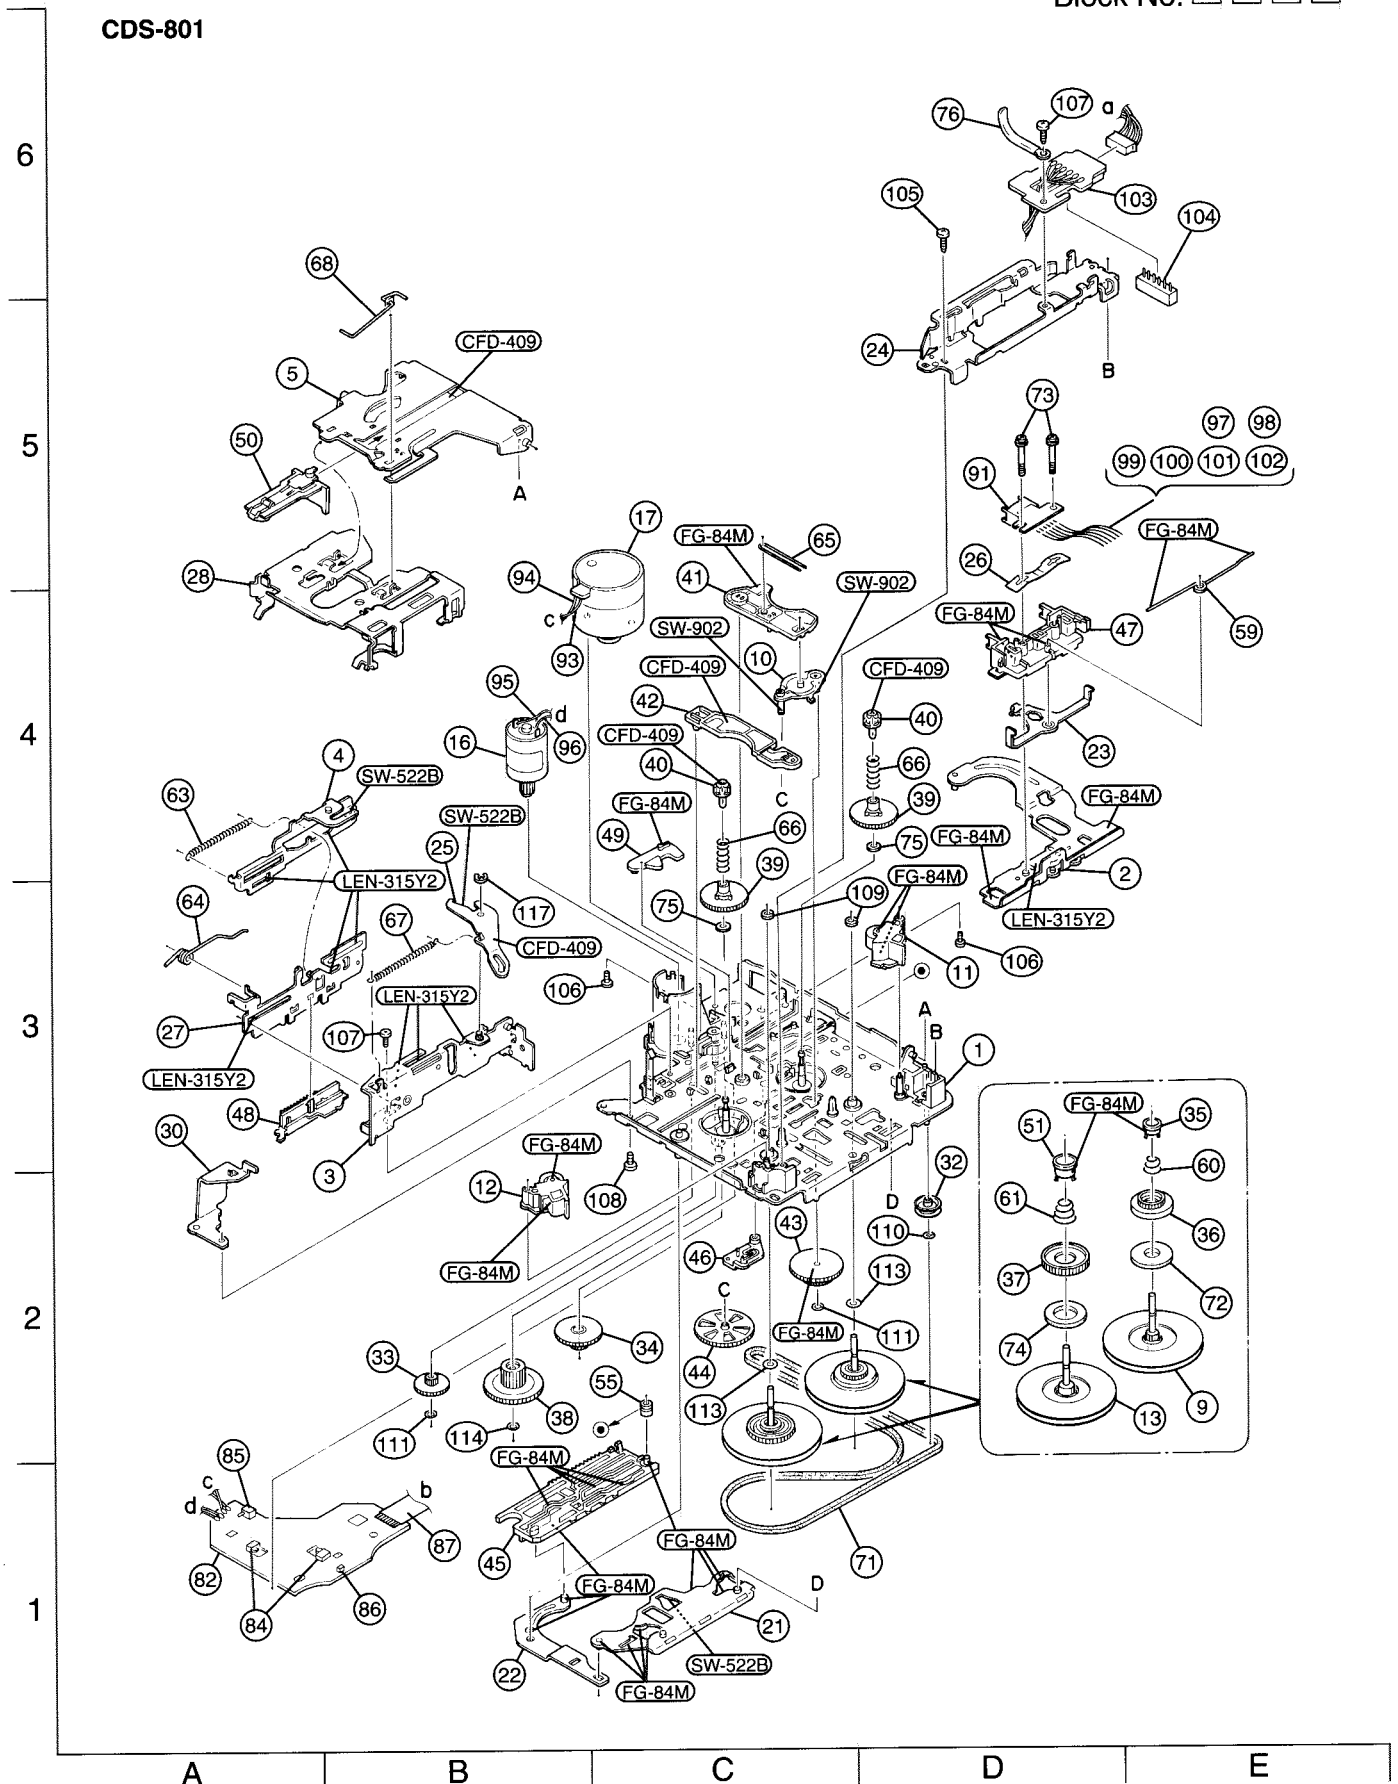 Block No.
CDS-801
6
76
107
a
105
103
104
68
CFD-409
24
B
5
5
73
97
98
50
99
100
101
102
91
A
17
FG-84M
65
FG-84M
28
94
41
26
SW-902
C
SW-902
FG-84M
47
59
93
10
CFD-409
CFD-409
95
d
42
40
4
16
96
CFD-409
23
4
SW-522B
40
66
63
C
FG-84M
SW-522B
FG-84M
66
39
FG-84M
25
49
75
LEN-315Y2
39
FG-84M
2
64
117
75
109
LEN-315Y2
67
CFD-409
11
106
106
3
LEN-315Y2
A
27
107
B
1
LEN-315Y2
FG-84M
35
48
51
30
FG-84M
60
3
32
12
108
D
61
43
110
36
46
FG-84M
37
113
72
2
C
FG-84M
111
74
34
33
44
55
113
38
13
9
111
114
FG-84M
85
c
b
d
87
45
FG-84M
71
82
FG-84M
D
1
86
84
21
22
SW-522B
FG-84M
A
B
C
D
E